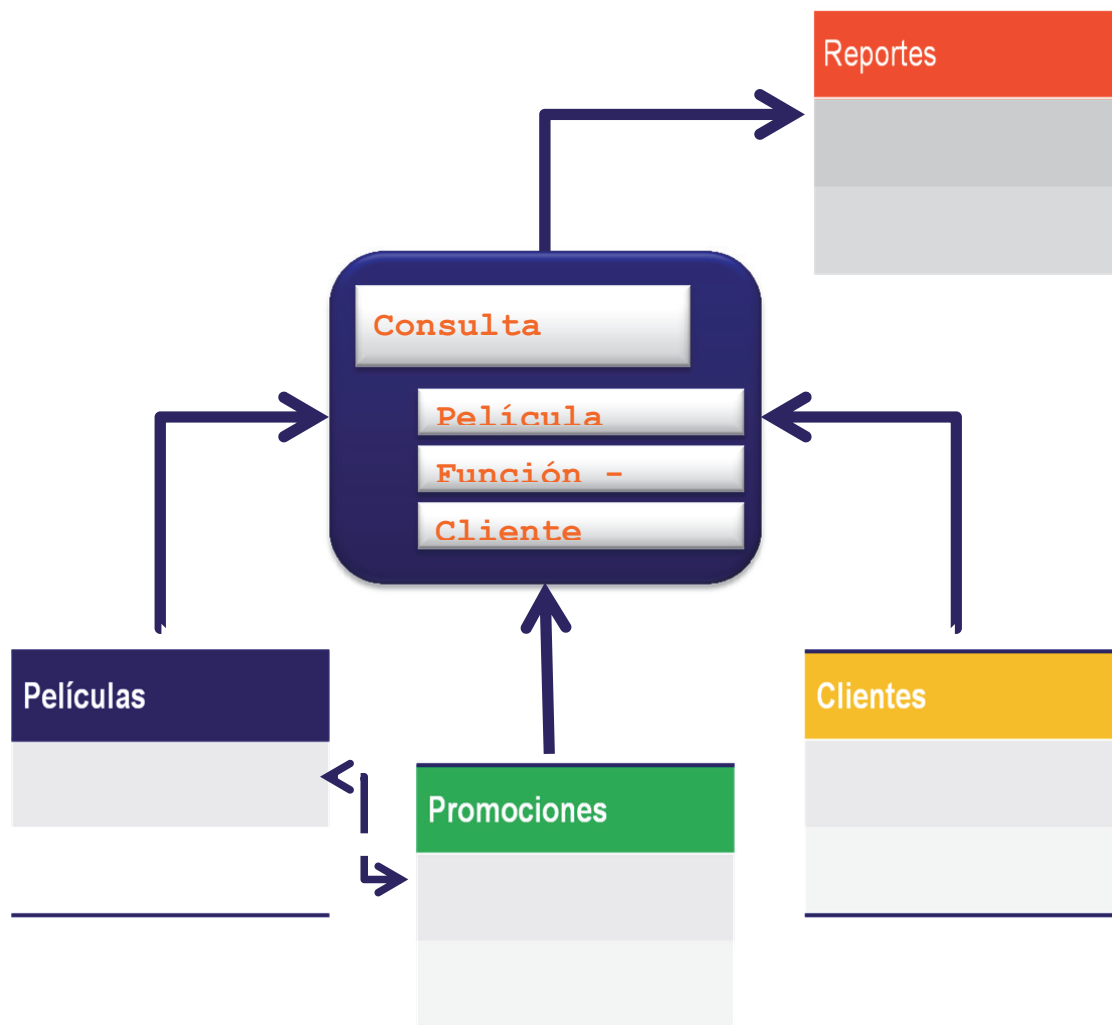 Reportes
Consulta
Película
Función -
Cliente
Películas
Clientes
Promociones